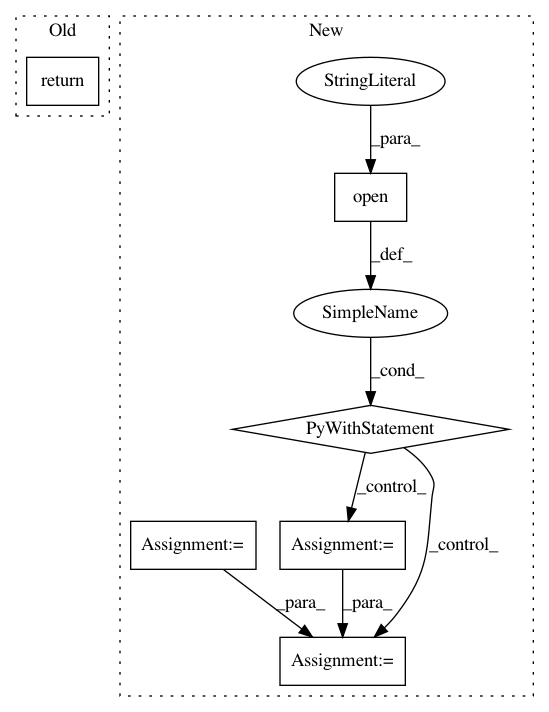 Old
New
return
StringLiteral
_para_
open
_def_
SimpleName
_cond_
PyWithStatement
_control_
Assignment:=
Assignment:=
_control_
_para_
_para_
Assignment:=